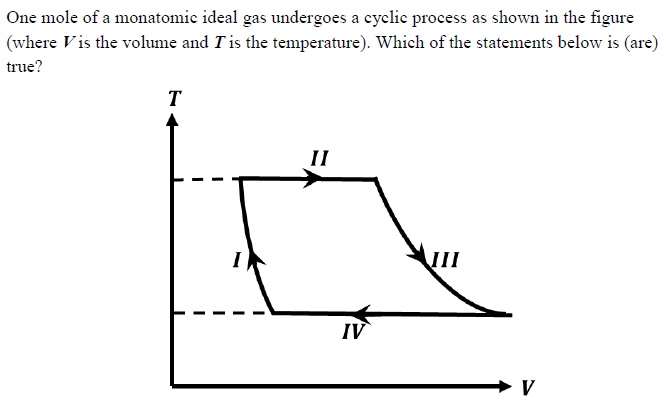 One mole of a monatomic ideal gas undergoes a cyclic process as shown in the figure
(where V is the volume and T is the temperature). Which of the statements below is (are)
true?
T
II
I
III
IV
V